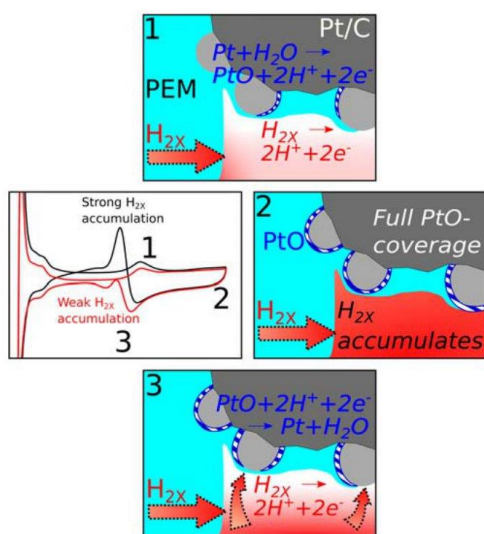 1
Pt/C
Pt+H₂O →
PtO+2H⁺+2e⁻
PEM
H₂X
H₂X →
2H⁺+2e⁻
Strong H₂X
accumulation
1
2
Weak H₂X
accumulation
3
2
PtO
Full PtO-
coverage
H₂X
H₂X
accumulates
3
PtO+2H⁺+2e⁻
→ Pt+H₂O
H₂X
H₂X →
2H⁺+2e⁻